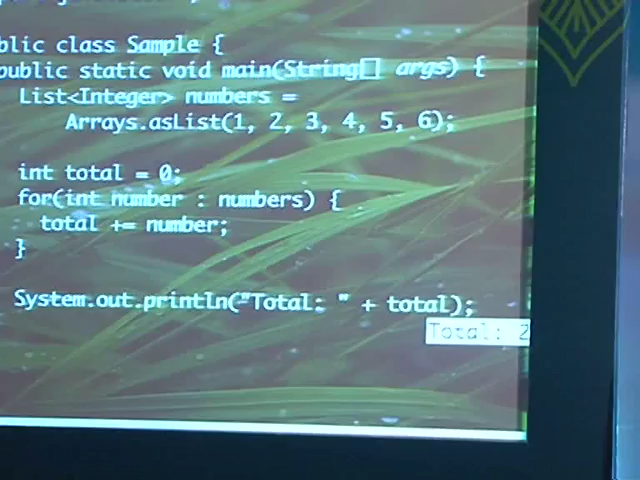 blic class Sample {
public static void main(String[] args) {
List<Integer> numbers =
Arrays.asList(1, 2, 3, 4, 5, 6);
int total = 0;
for(int number : numbers) {
total += number;
}
System.out.println("Total: " + total);
Total: 2